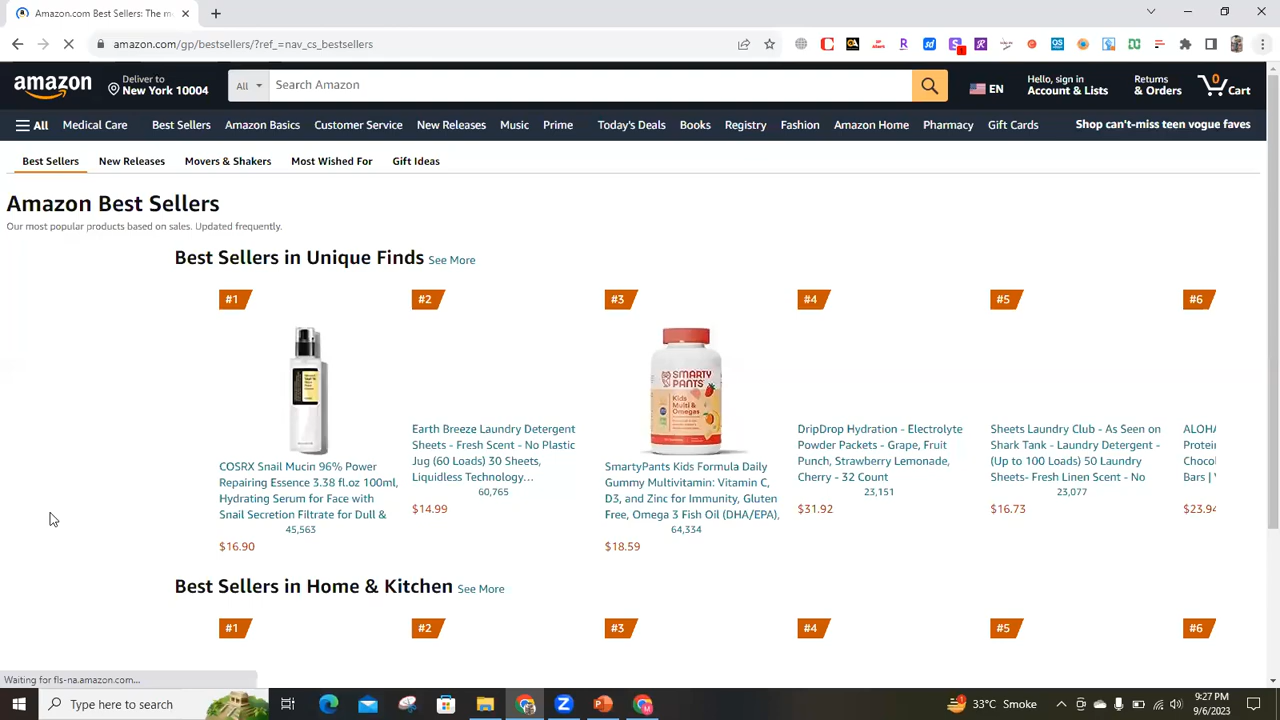 Amazon.com Best Sellers: The m
amazon.com/gp/bestsellers/?ref_=nav_cs_bestsellers
amazon
Deliver to
New York 10004
All
Search Amazon
EN
Hello, sign in
Account & Lists
Returns
& Orders
0
Cart
All
Medical Care
Best Sellers
Amazon Basics
Customer Service
New Releases
Music
Prime
Today's Deals
Books
Registry
Fashion
Amazon Home
Pharmacy
Gift Cards
Shop can't-miss teen vogue faves
Best Sellers
New Releases
Movers & Shakers
Most Wished For
Gift Ideas
Amazon Best Sellers
Our most popular products based on sales. Updated frequently.
Best Sellers in Unique Finds See More
#1
COSRX Snail Mucin 96% Power
Repairing Essence 3.38 fl.oz 100ml,
Hydrating Serum for Face with
Snail Secretion Filtrate for Dull &
45,563
$16.90
#2
Earth Breeze Laundry Detergent
Sheets - Fresh Scent - No Plastic
Jug (60 Loads) 30 Sheets,
Liquidless Technology...
60,765
$14.99
#3
SMARTY
PANTS
Kids
Multi &
Omegas
SmartyPants Kids Formula Daily
Gummy Multivitamin: Vitamin C,
D3, and Zinc for Immunity, Gluten
Free, Omega 3 Fish Oil (DHA/EPA),
64,334
$18.59
#4
DripDrop Hydration - Electrolyte
Powder Packets - Grape, Fruit
Punch, Strawberry Lemonade,
Cherry - 32 Count
23,151
$31.92
#5
Sheets Laundry Club - As Seen on
Shark Tank - Laundry Detergent -
(Up to 100 Loads) 50 Laundry
Sheets- Fresh Linen Scent - No
23,077
$16.73
#6
ALOHA
Protei
Choco
Bars |
$23.94
Best Sellers in Home & Kitchen See More
#1
#2
#3
#4
#5
#6
Waiting for fls-na.amazon.com...
Type here to search
33°C Smoke
9:27 PM
9/6/2023